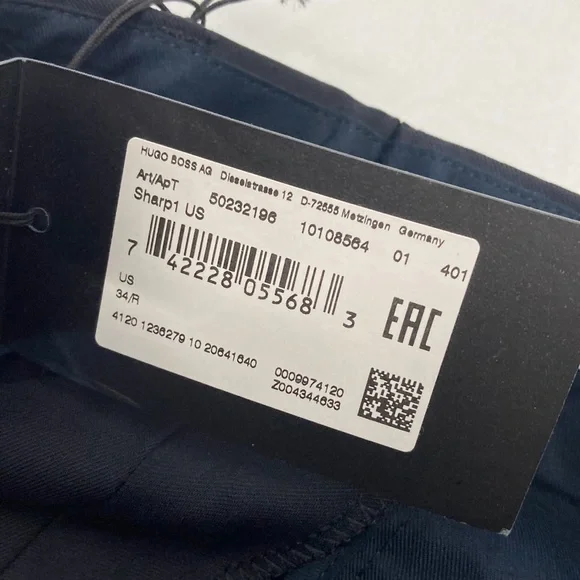 HUGO BOSS AG Dieselstrasse 12 D-72555 Metzingen Germany
Art/ApT 50232196 10108564 01 401
Sharp1 US
7 42228 05568 3
EAC
US
34/R
4120 1236279 10 20641640 0009974120
Z004344633